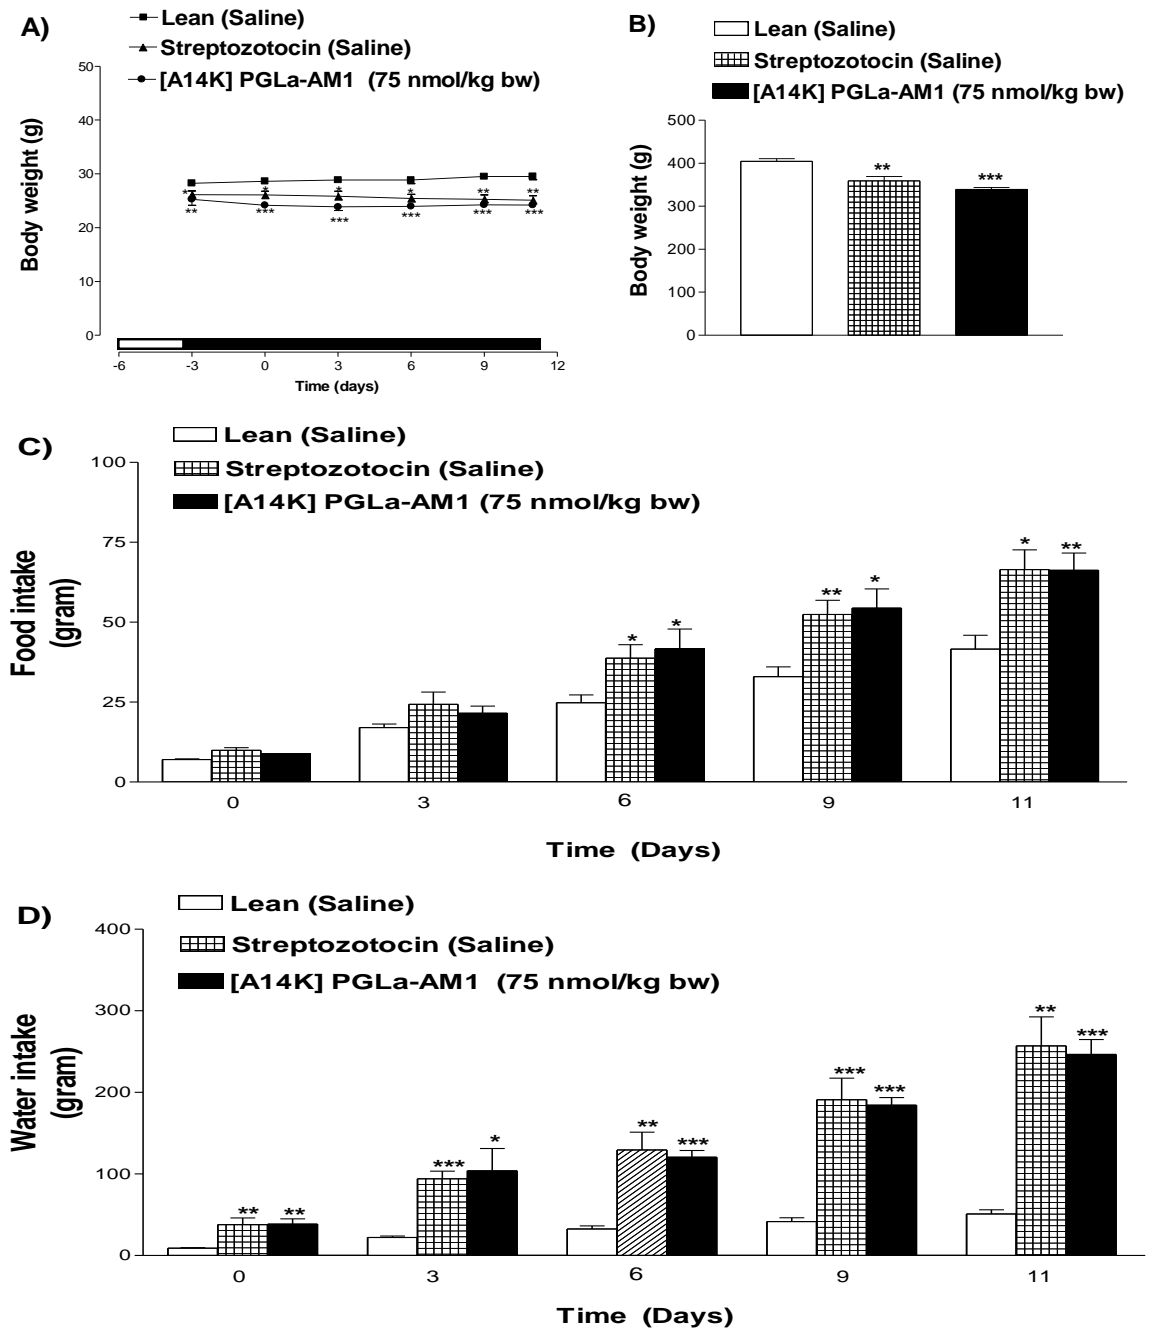 A)
Lean (Saline)
Streptozotocin (Saline)
[A14K] PGLa-AM1 (75 nmol/kg bw)
Body weight (g)
50
40
30
20
10
0
* * * * ** **
** *** *** *** *** ***
-6 -3 0 3 6 9 12
Time (days)
B)
Lean (Saline)
Streptozotocin (Saline)
[A14K] PGLa-AM1 (75 nmol/kg bw)
Body weight (g)
500
400
300
200
100
0
** ***
C)
Lean (Saline)
Streptozotocin (Saline)
[A14K] PGLa-AM1 (75 nmol/kg bw)
Food intake
(gram)
100
75
50
25
0
* * ** * * **
0 3 6 9 11
Time (Days)
D)
Lean (Saline)
Streptozotocin (Saline)
[A14K] PGLa-AM1 (75 nmol/kg bw)
Water intake
(gram)
400
300
200
100
0
** ** *** * ** *** *** *** ** ***
0 3 6 9 11
Time (Days)